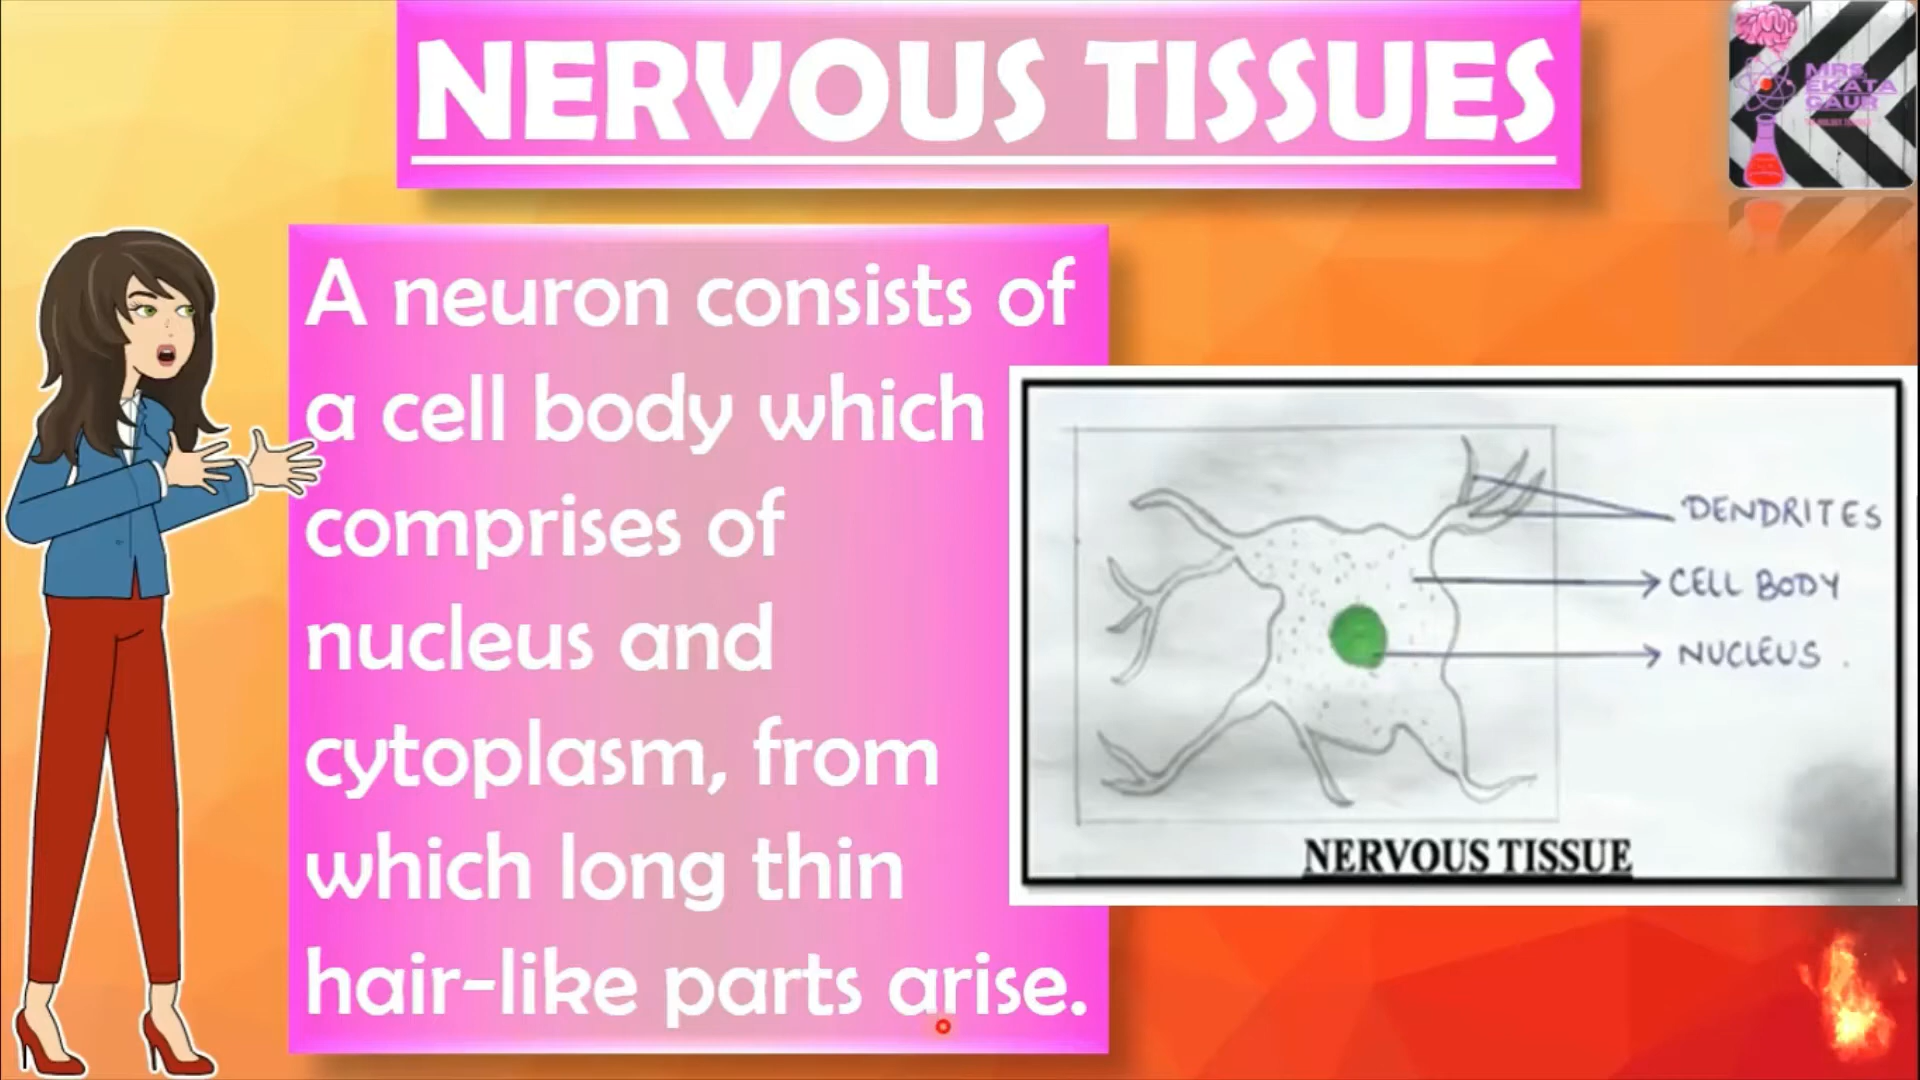 NERVOUS TISSUES
MRS.
EKATA
GAUR
A neuron consists of
a cell body which
comprises of
nucleus and
cytoplasm, from
which long thin
hair-like parts arise.
DENDRITES
CELL BODY
NUCLEUS.
NERVOUS TISSUE